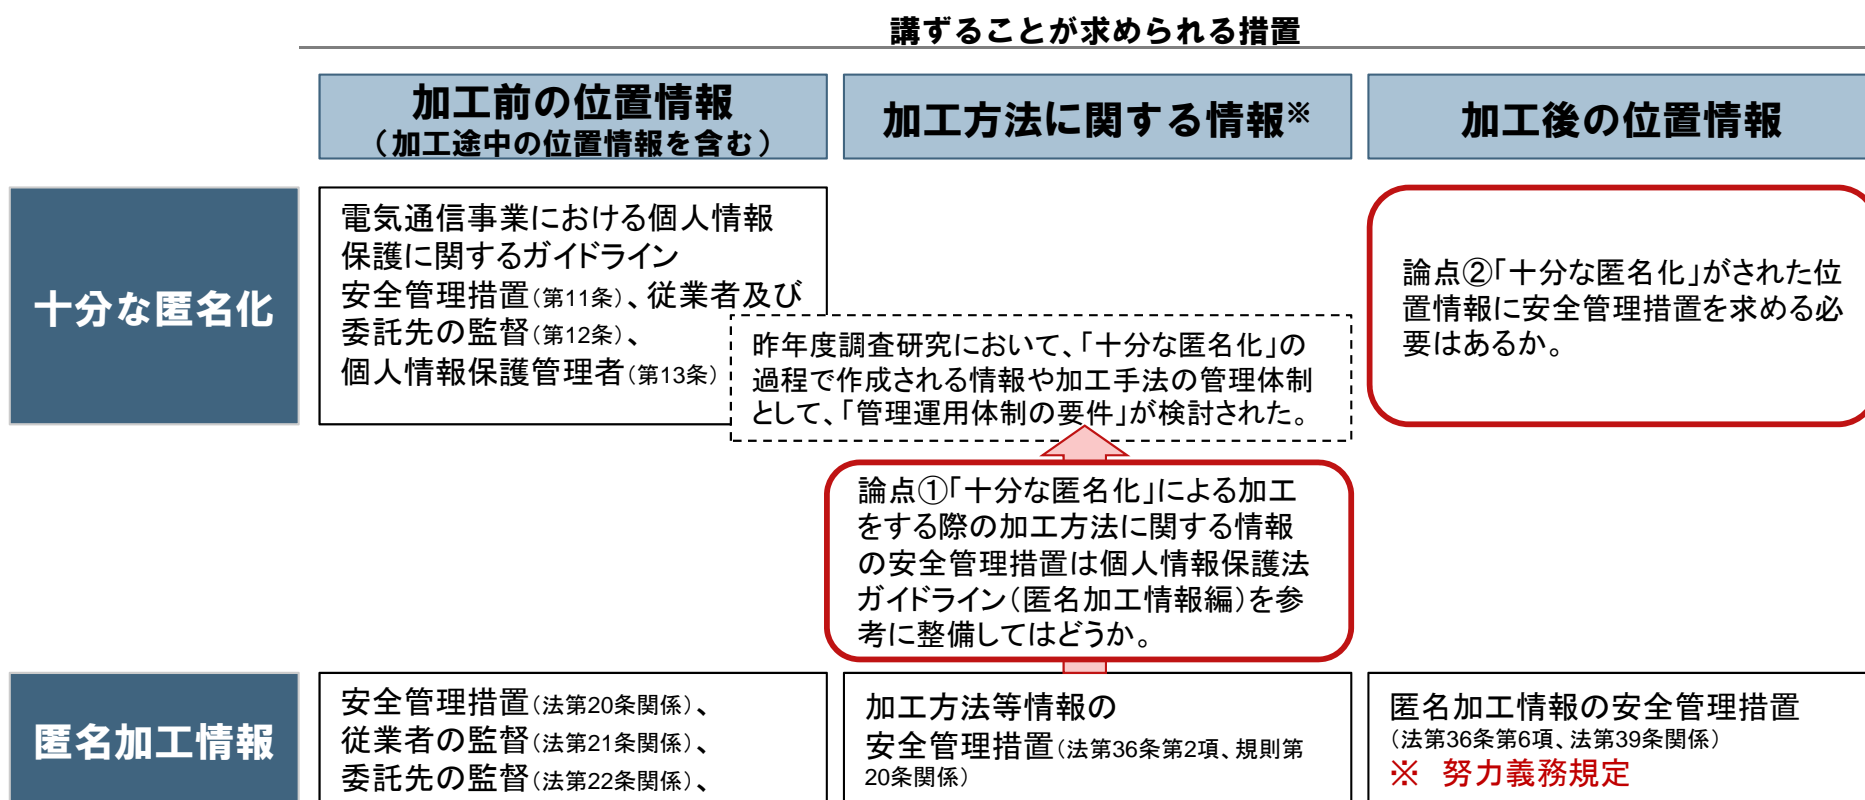 講ずることが求められる措置
加工前の位置情報
（加工途中の位置情報を含む）
加工方法に関する情報※
加工後の位置情報
十分な匿名化
電気通信事業における個人情報
保護に関するガイドライン
安全管理措置（第11条）、従業者及び
委託先の監督（第12条）、
個人情報保護管理者（第13条）
昨年度調査研究において、「十分な匿名化」の
過程で作成される情報や加工手法の管理体制
として、「管理運用体制の要件」が検討された。
論点②「十分な匿名化」がされた位
置情報に安全管理措置を求める必
要はあるか。
論点①「十分な匿名化」による加工
をする際の加工方法に関する情報
の安全管理措置は個人情報保護法
ガイドライン（匿名加工情報編）を参
考に整備してはどうか。
匿名加工情報
安全管理措置（法第20条関係）、
従業者の監督（法第21条関係）、
委託先の監督（法第22条関係）、
加工方法等情報の
安全管理措置（法第36条第2項、規則第
20条関係）
匿名加工情報の安全管理措置
（法第36条第6項、法第39条関係）
※　努力義務規定